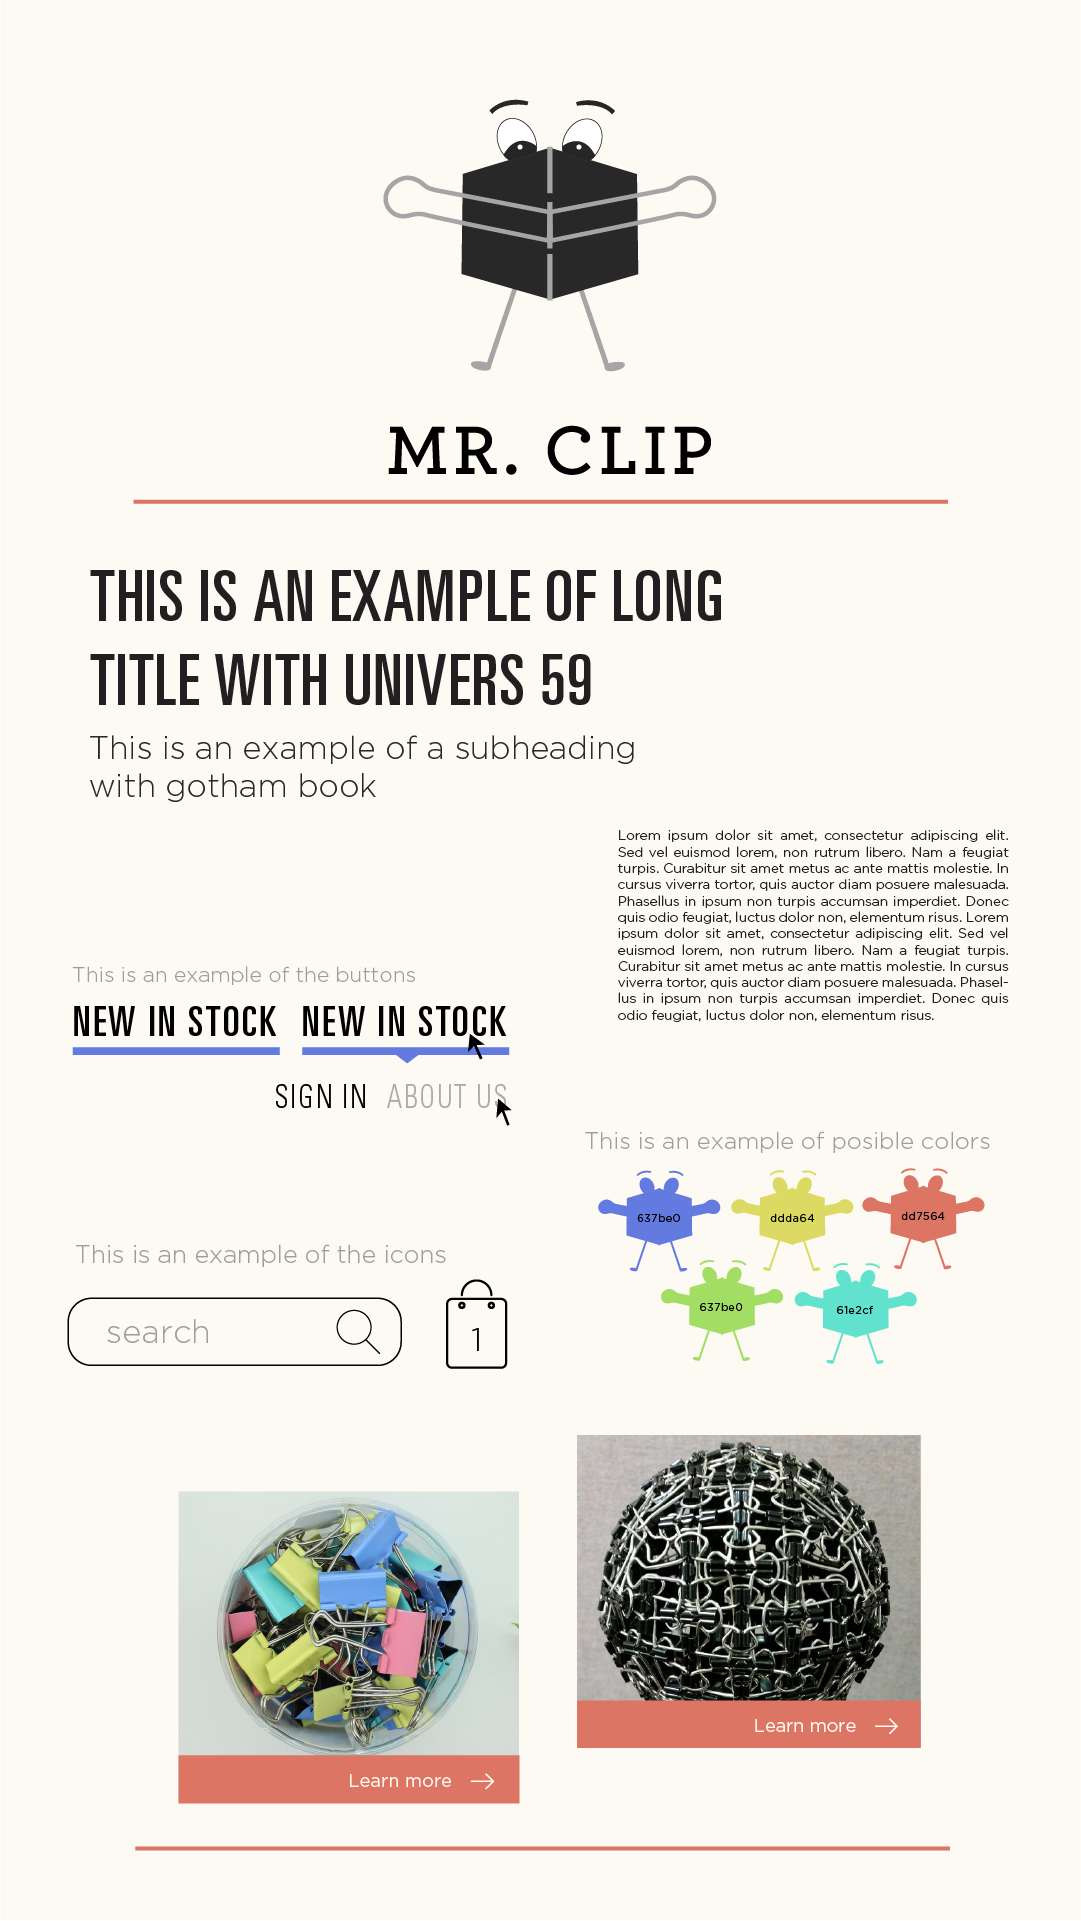 MR. CLIP
THIS IS AN EXAMPLE OF LONG
TITLE WITH UNIVERS 59
This is an example of a subheading
with gotham book
Lorem ipsum dolor sit amet, consectetur adipiscing elit.
Sed vel euismod lorem, non rutrum libero. Nam a feugiat
turpis. Curabitur sit amet metus ac ante mattis molestie. In
cursus viverra tortor, quis auctor diam posuere malesuada.
Phasellus in ipsum non turpis accumsan imperdiet. Donec
quis odio feugiat, luctus dolor non, elementum risus. Lorem
ipsum dolor sit amet, consectetur adipiscing elit. Sed vel
euismod lorem, non rutrum libero. Nam a feugiat turpis.
Curabitur sit amet metus ac ante mattis molestie. In cursus
viverra tortor, quis auctor diam posuere malesuada. Phasel-
lus in ipsum non turpis accumsan imperdiet. Donec quis
odio feugiat, luctus dolor non, elementum risus.
This is an example of the buttons
NEW IN STOCK NEW IN STOCK
SIGN IN ABOUT US
This is an example of posible colors
637be0 ddda64 dd7564
637be0 61e2cf
This is an example of the icons
search
1
Learn more
Learn more